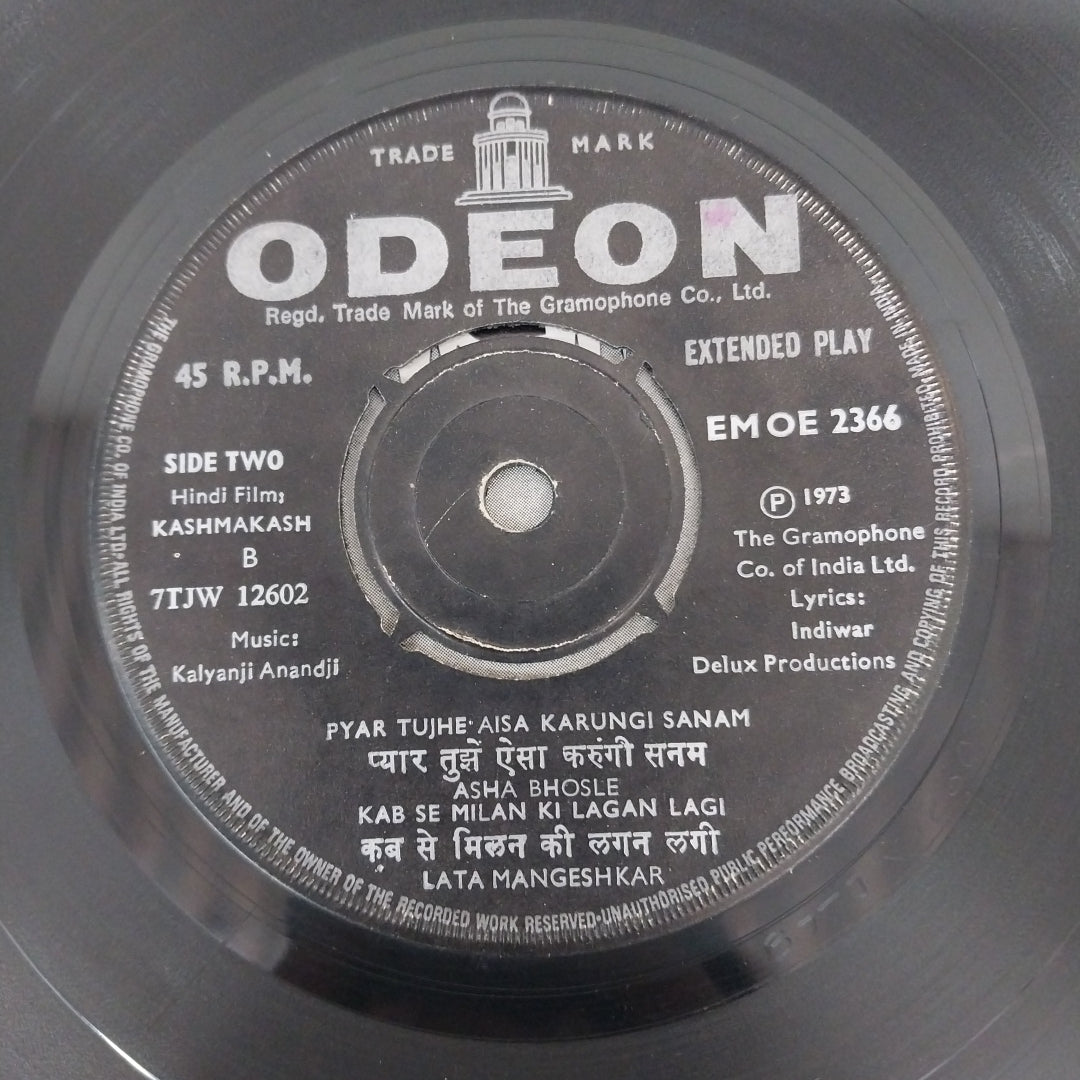 TRADE MARK
ODEON
Regd. Trade Mark of The Gramophone Co., Ltd.
45 R.P.M.
EXTENDED PLAY
EMOE 2366
SIDE TWO
Hindi Film;
KASHMAKASH
B
7TJW 12602
Music:
Kalyanji Anandji
Ⓟ 1973
The Gramophone
Co. of India Ltd.
Lyrics:
Indiwar
Delux Productions
PYAR TUJHE AISA KARUNGI SANAM
प्यार तुझें ऐसा करुंगी सनम
ASHA BHOSLE
KAB SE MILAN KI LAGAN LAGI
कब से मिलन की लगन लगी
LATA MANGESHKAR
THE GRAMOPHONE CO. OF INDIA LTD. ALL RIGHTS OF THE MANUFACTURER AND OF THE OWNER OF THE RECORDED WORK RESERVED·UNAUTHORISED PUBLIC PERFORMANCE BROADCASTING AND COPYING OF THIS RECORD PROHIBITED·MADE IN INDIA